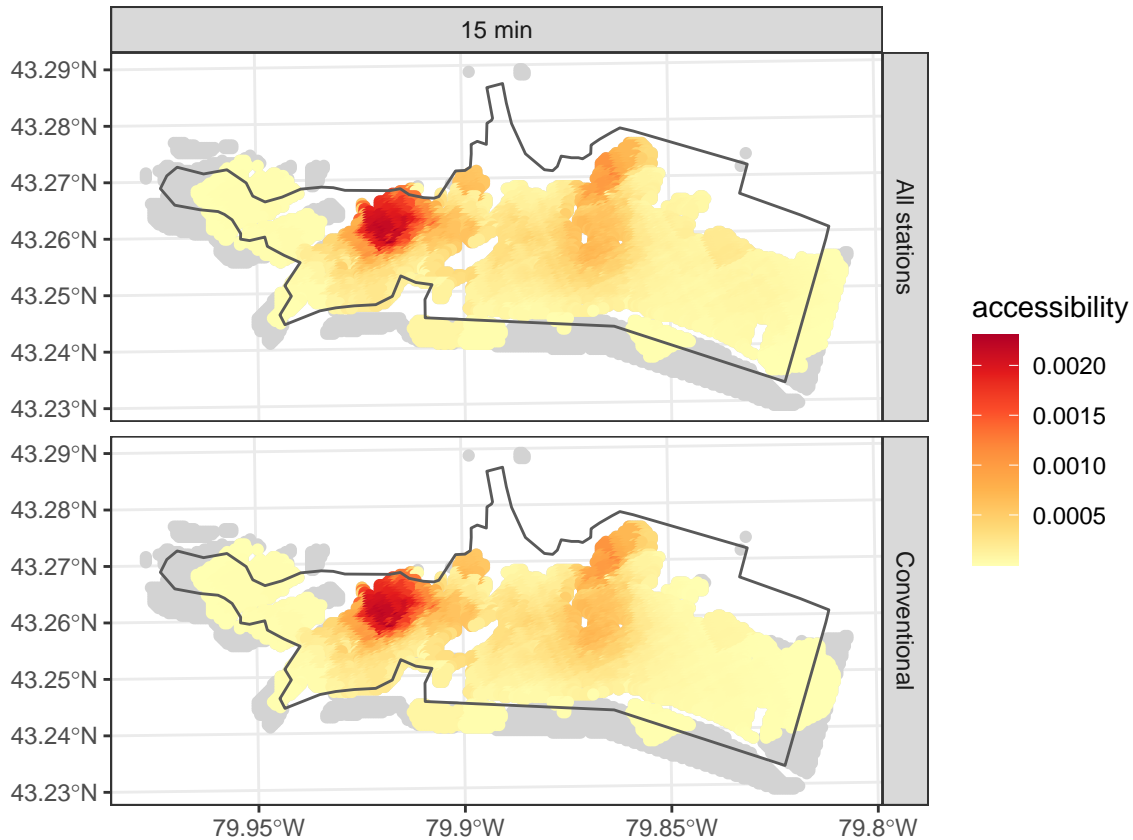 15 min
43.29°N
43.28°N
43.27°N
43.26°N
43.25°N
43.24°N
43.23°N
All stations
43.29°N
43.28°N
43.27°N
43.26°N
43.25°N
43.24°N
43.23°N
Conventional
79.95°W
79.9°W
79.85°W
79.8°W
accessibility
0.0020
0.0015
0.0010
0.0005